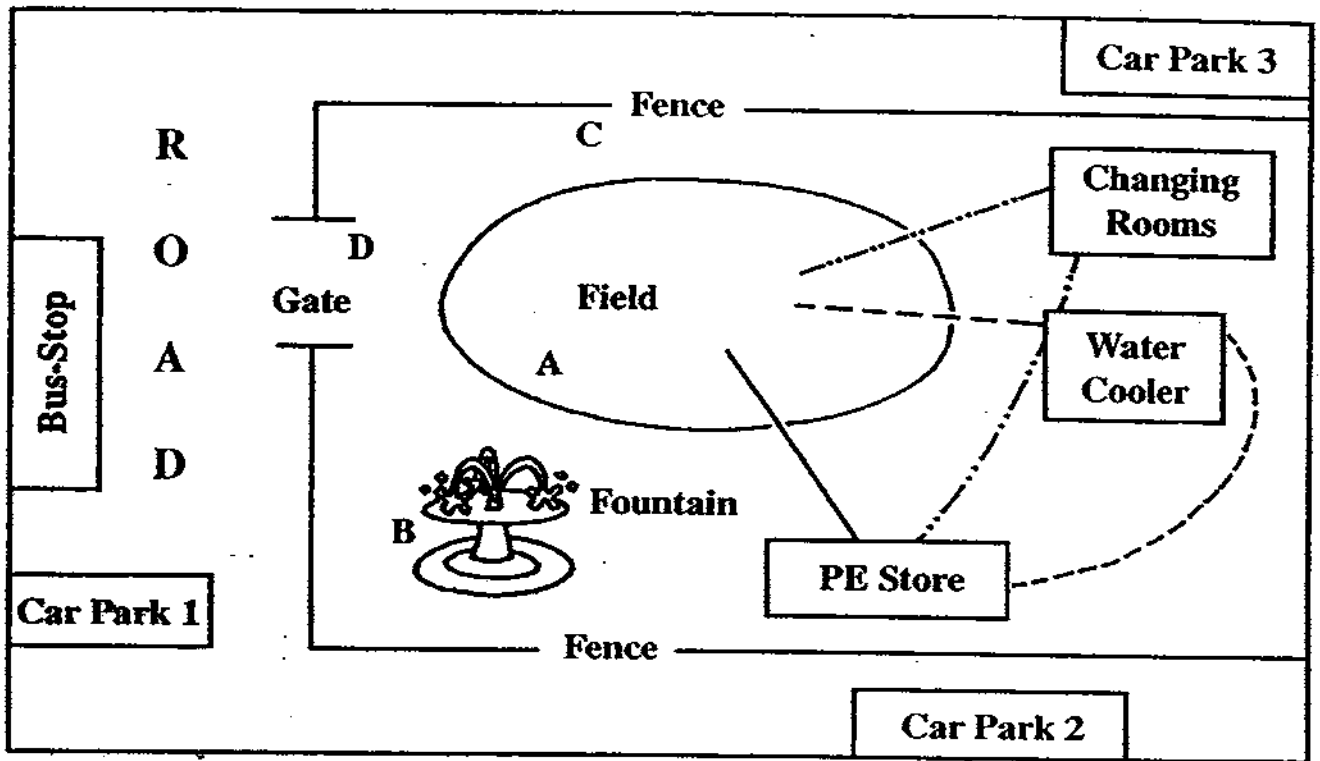 Car Park 3
Fence
C
R
O
A
D
Changing
Rooms
D
Gate
Field
Bus-Stop
A
Water
Cooler
Fountain
B
PE Store
Car Park 1
Fence
Car Park 2